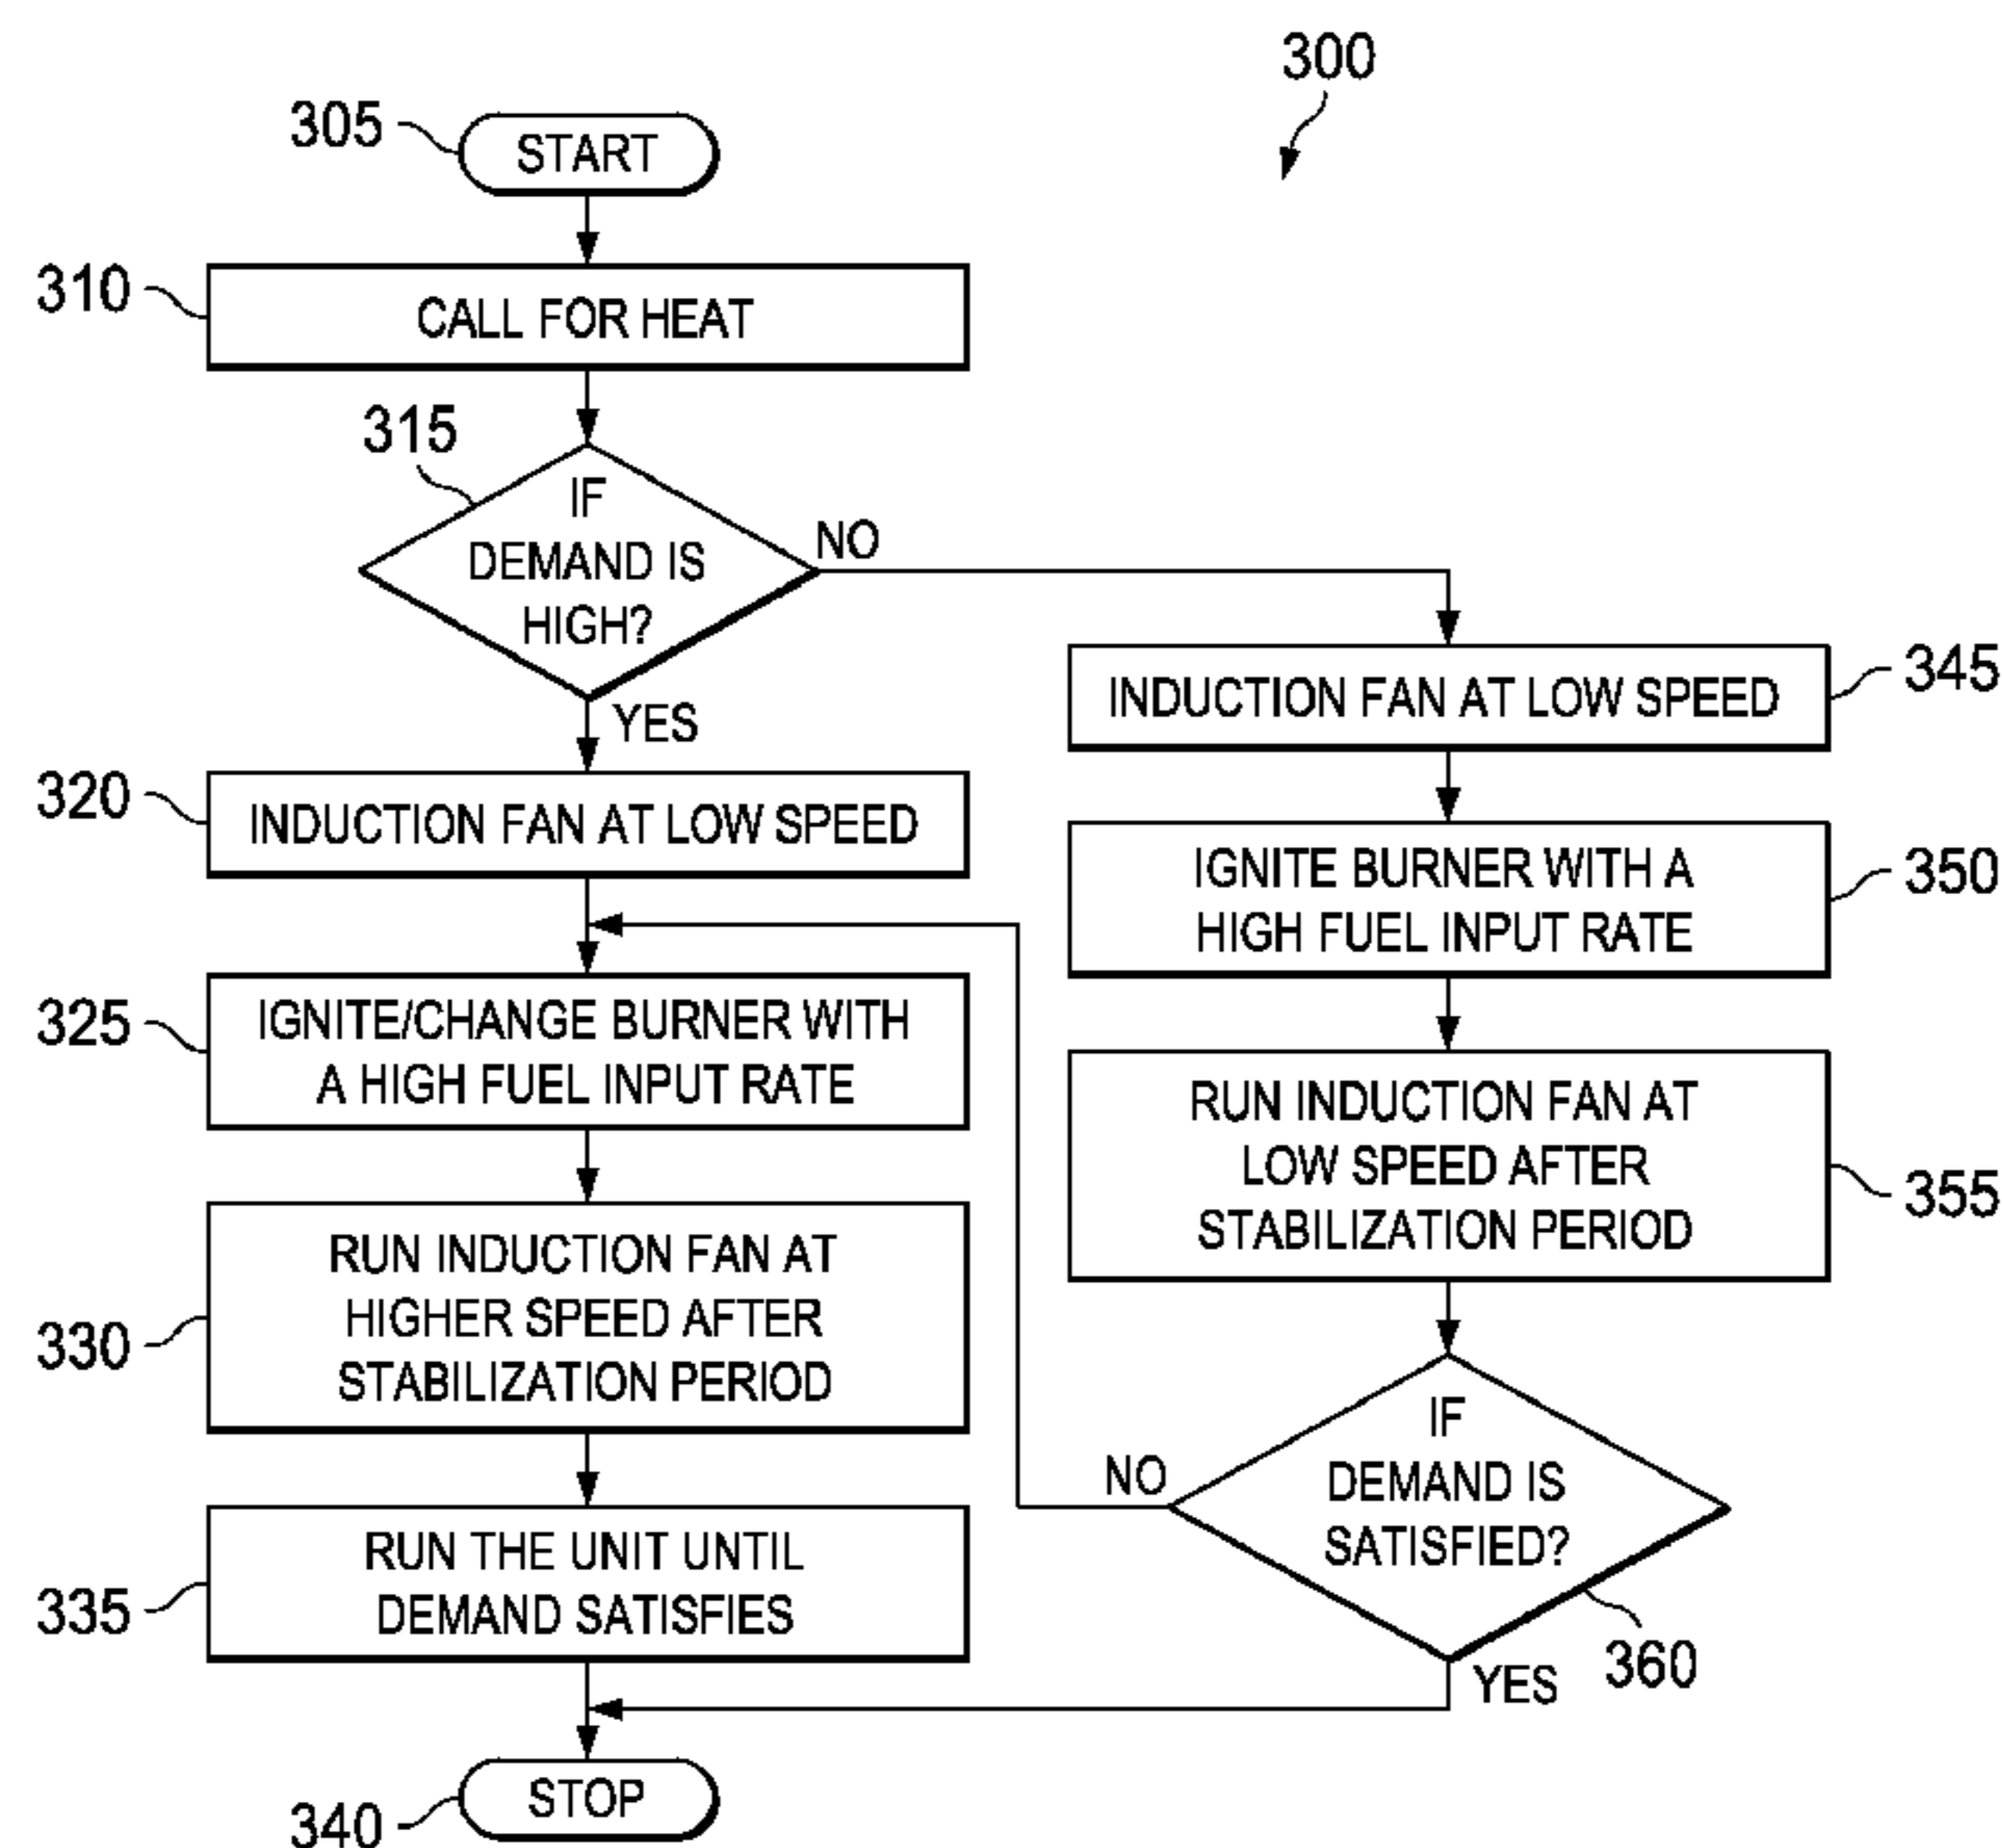 300
305
START
310
CALL FOR HEAT
315
IF
DEMAND IS
HIGH?
NO
YES
320
INDUCTION FAN AT LOW SPEED
325
IGNITE/CHANGE BURNER WITH
A HIGH FUEL INPUT RATE
330
RUN INDUCTION FAN AT
HIGHER SPEED AFTER
STABILIZATION PERIOD
335
RUN THE UNIT UNTIL
DEMAND SATISFIES
340
STOP
INDUCTION FAN AT LOW SPEED
345
IGNITE BURNER WITH A
HIGH FUEL INPUT RATE
350
RUN INDUCTION FAN AT
LOW SPEED AFTER
STABILIZATION PERIOD
355
IF
DEMAND IS
SATISFIED?
NO
360
YES